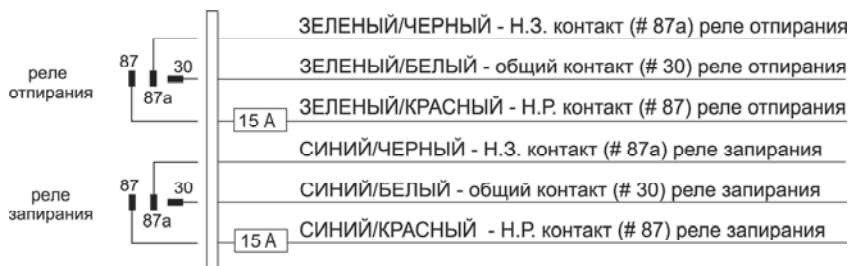 ЗЕЛЕНЫЙ/ЧЕРНЫЙ - Н.З. контакт (# 87а) реле отпирания
87
30
реле
отпирания
87а
ЗЕЛЕНЫЙ/БЕЛЫЙ - общий контакт (# 30) реле отпирания
15 А
ЗЕЛЕНЫЙ/КРАСНЫЙ - Н.Р. контакт (# 87) реле отпирания
СИНИЙ/ЧЕРНЫЙ - Н.З. контакт (# 87а) реле запирания
87
30
реле
запирания
87а
СИНИЙ/БЕЛЫЙ - общий контакт (# 30) реле запирания
15 А
СИНИЙ/КРАСНЫЙ - Н.Р. контакт (# 87) реле запирания